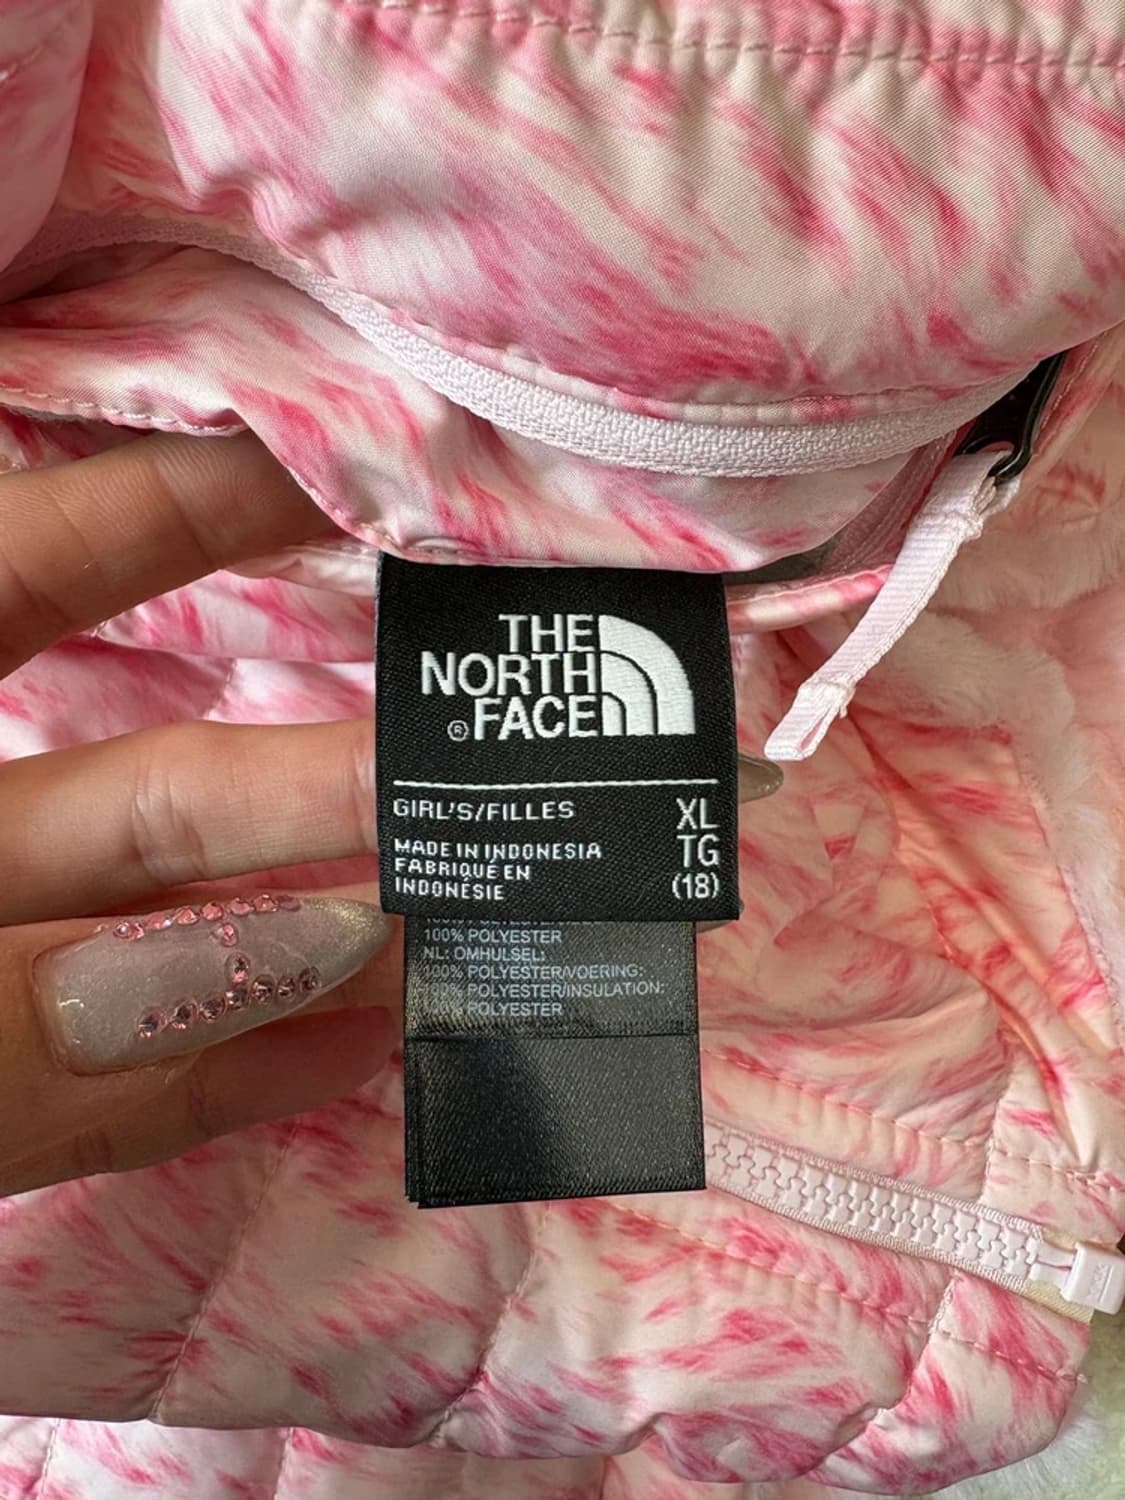 THE
NORTH
® FACE
GIRL'S/FILLES
XL
TG
(18)
MADE IN INDONESIA
FABRIQUÉ EN
INDONÉSIE
100% POLYESTER
NL: OMHULSEL:
100% POLYESTER/VOERING:
100% POLYESTER/INSULATION:
100% POLYESTER